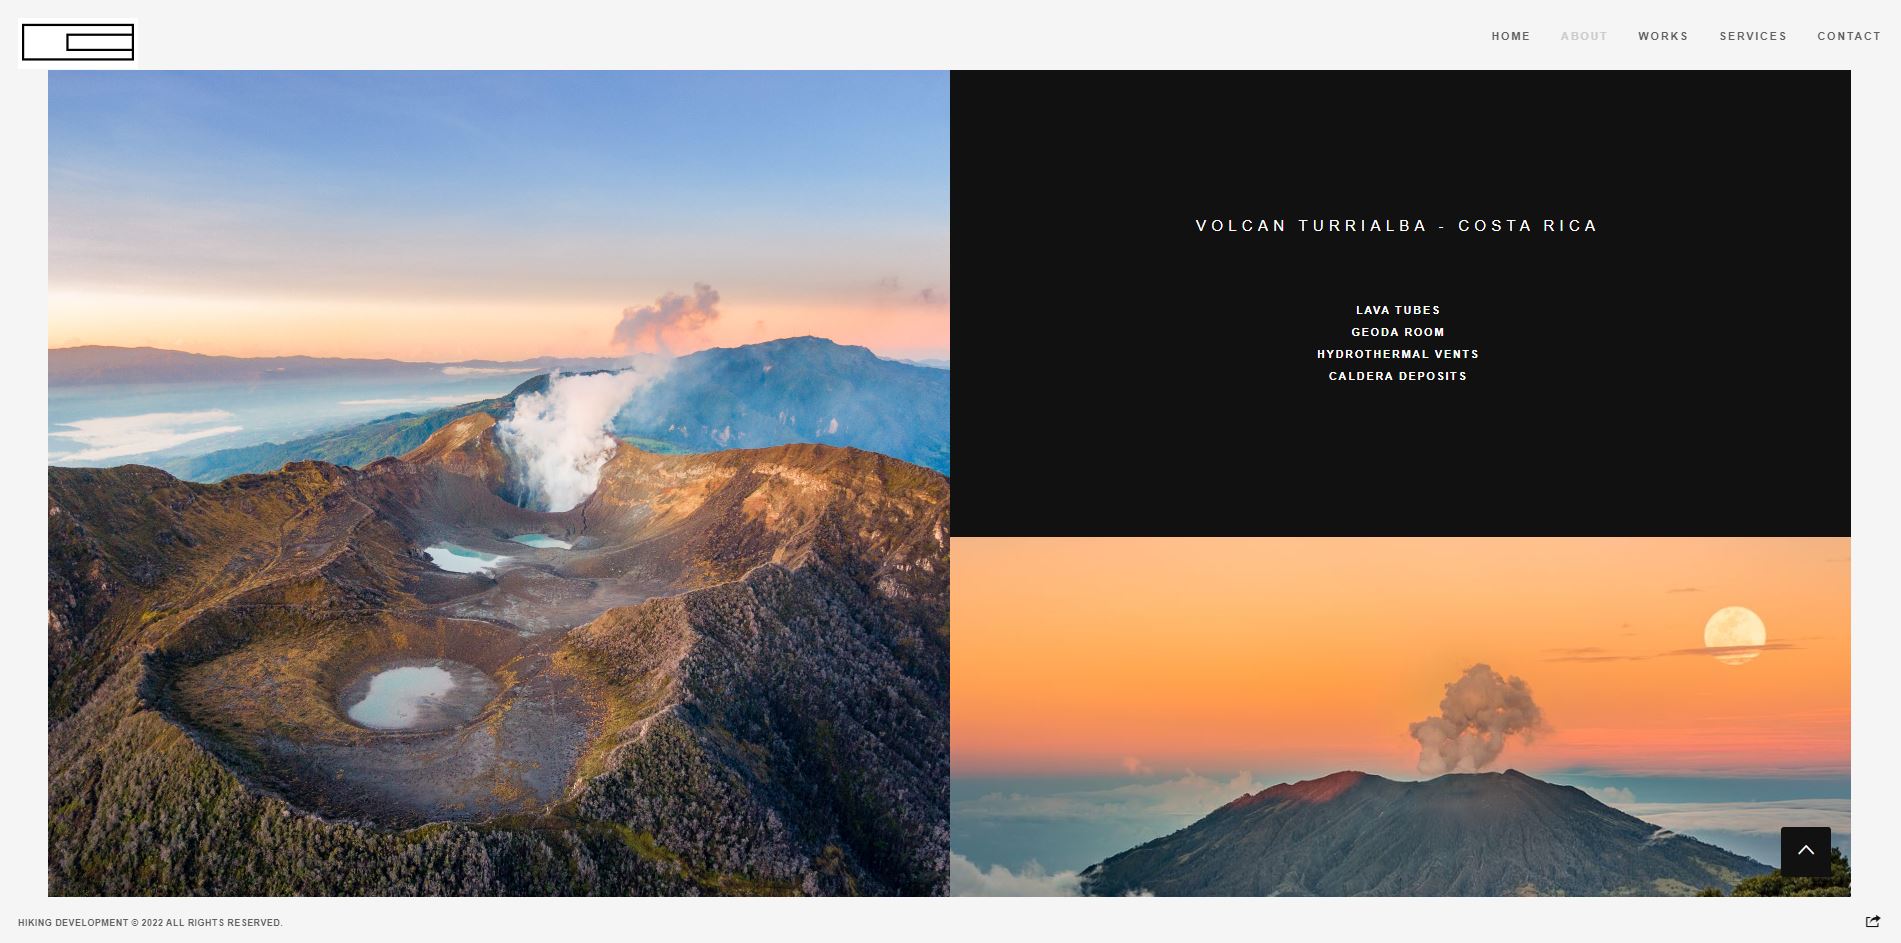 HOME ABOUT WORKS SERVICES CONTACT
VOLCAN TURRIALBA - COSTA RICA
LAVA TUBES
GEODA ROOM
HYDROTHERMAL VENTS
CALDERA DEPOSITS
HIKING DEVELOPMENT © 2022 ALL RIGHTS RESERVED.